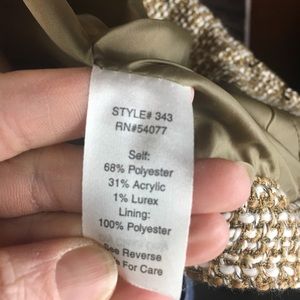 STYLE# 343
RN#54077
Self:
68% Polyester
31% Acrylic
1% Lurex
Lining:
100% Polyester
See Reverse
For Care